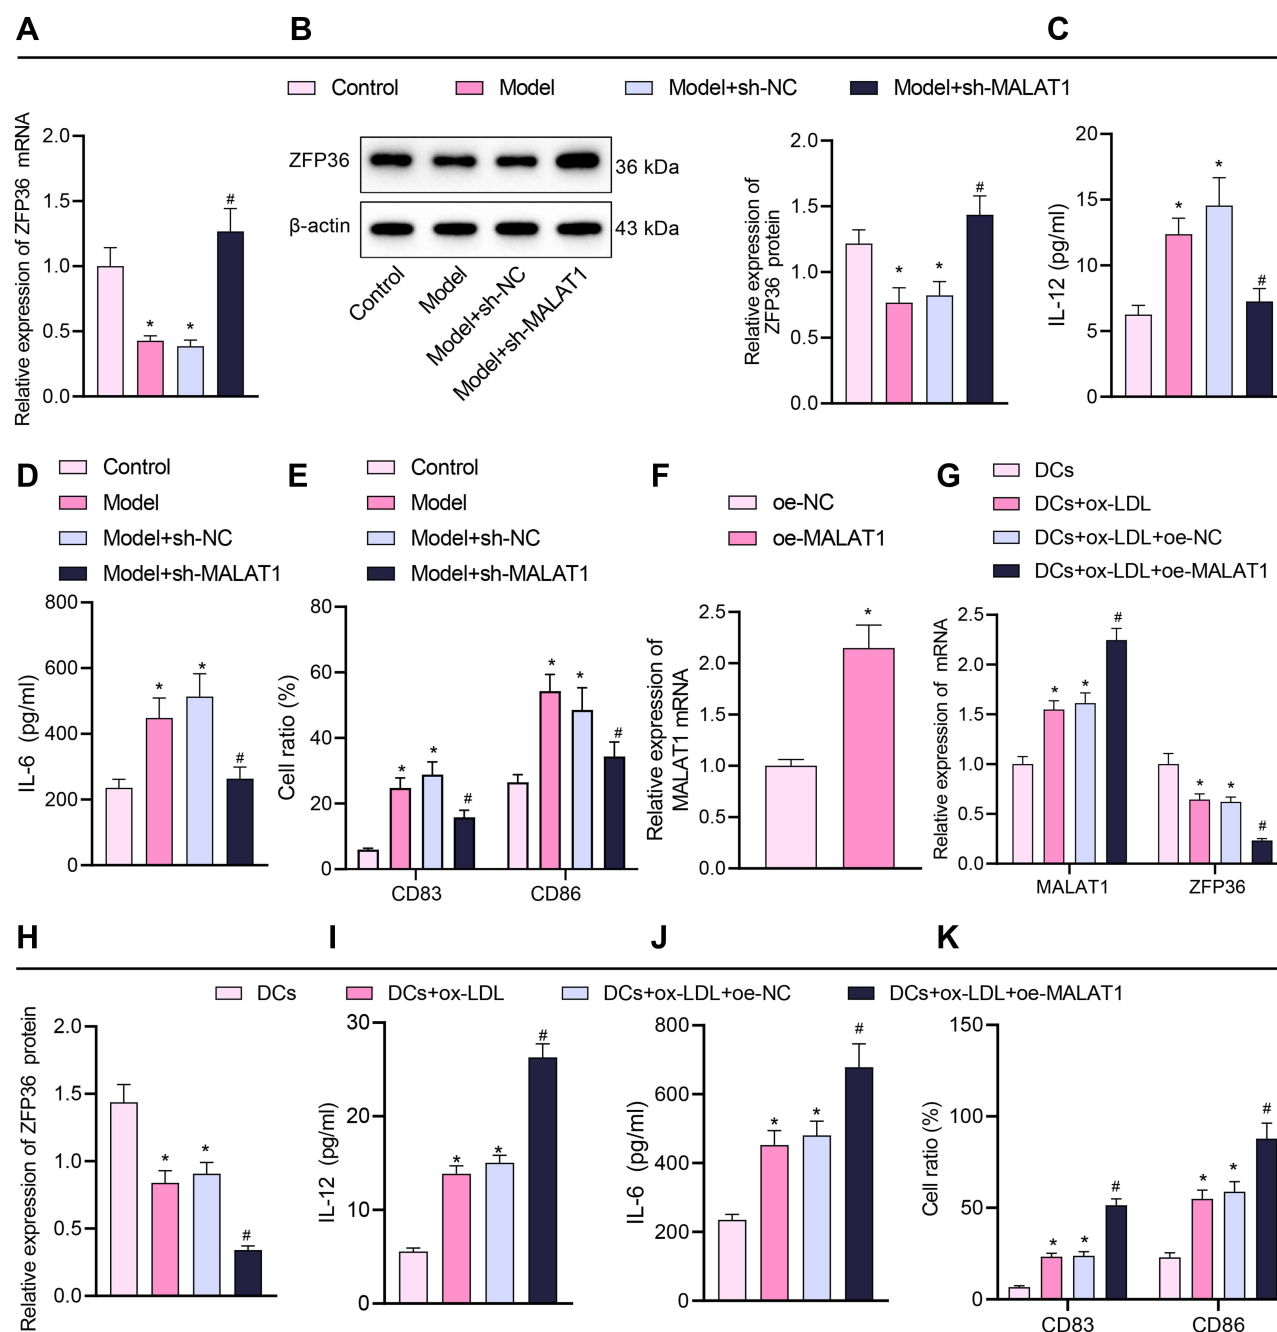 A
B
C
Control
Model
Model+sh-NC
Model+sh-MALAT1
Relative expression of ZFP36 mRNA
2.0
1.5
1.0
0.5
0.0
*
*
#
ZFP36
36 kDa
β-actin
43 kDa
Control
Model
Model+sh-NC
Model+sh-MALAT1
Relative expression of
ZFP36 protein
2.0
1.5
1.0
0.5
0.0
*
*
#
IL-12 (pg/ml)
20
15
10
5
0
*
*
#
D
Control
Model
Model+sh-NC
Model+sh-MALAT1
IL-6 (pg/ml)
800
600
400
200
0
*
*
#
E
Control
Model
Model+sh-NC
Model+sh-MALAT1
Cell ratio (%)
80
60
40
20
0
*
*
#
*
*
#
CD83
CD86
F
oe-NC
oe-MALAT1
Relative expression of
MALAT1 mRNA
2.5
2.0
1.5
1.0
0.5
0.0
*
G
DCs
DCs+ox-LDL
DCs+ox-LDL+oe-NC
DCs+ox-LDL+oe-MALAT1
Relative expression of mRNA
2.5
2.0
1.5
1.0
0.5
0.0
*
*
#
*
*
#
MALAT1
ZFP36
H
I
J
K
DCs
DCs+ox-LDL
DCs+ox-LDL+oe-NC
DCs+ox-LDL+oe-MALAT1
Relative expression of ZFP36 protein
2.0
1.5
1.0
0.5
0.0
*
*
#
IL-12 (pg/ml)
30
20
10
0
*
*
#
IL-6 (pg/ml)
800
600
400
200
0
*
*
#
Cell ratio (%)
150
100
50
0
*
*
#
*
*
#
CD83
CD86